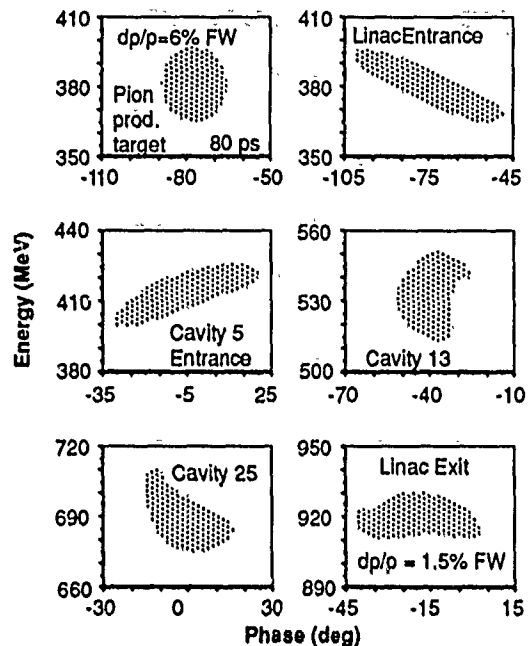 410
dp/p=6% FW
380
Pion
prod.
target
80 ps
350
-110 -80 -50
410
Linac Entrance
380
350
-105 -75 -45
Energy (MeV)
440
410
Cavity 5
Entrance
380
-35 -5 25
560
530
Cavity 13
500
-70 -40 -10
720
Cavity 25
690
660
-30 0 30
950
Linac Exit
920
dp/p = 1.5% FW
890
-45 -15 15
Phase (deg)